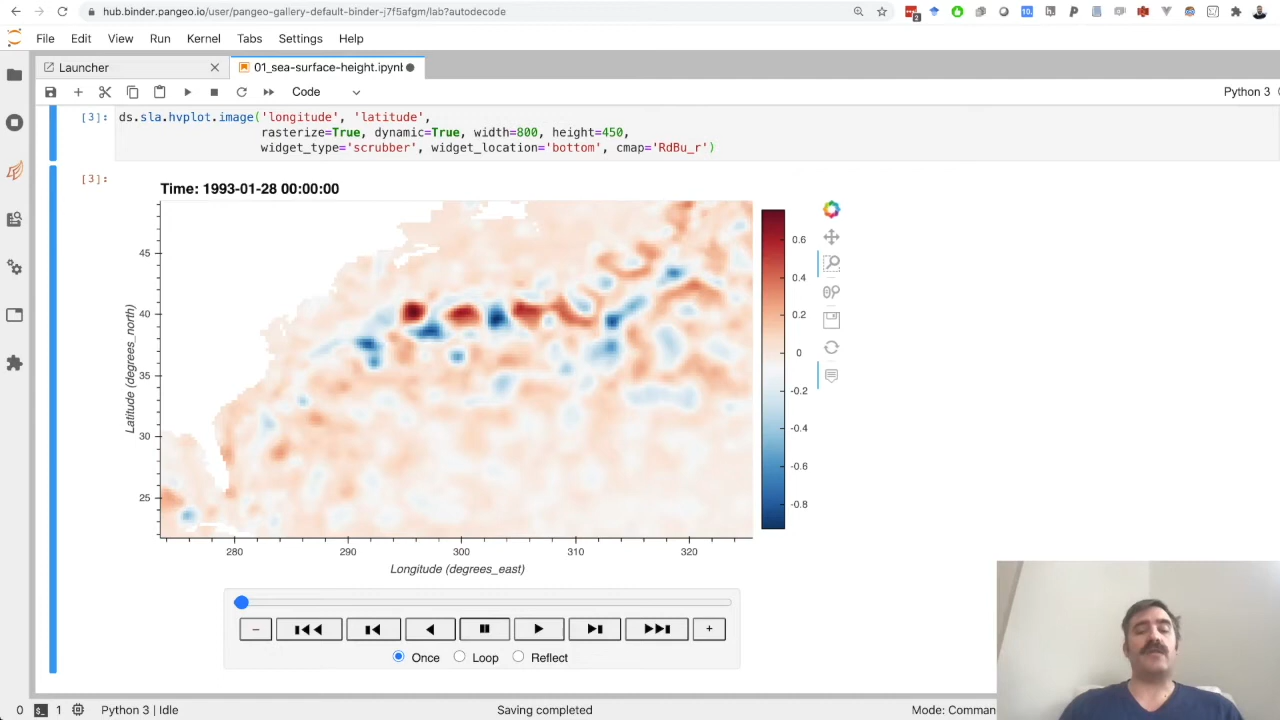 hub.binder.pangeo.io/user/pangeo-gallery-default-binder-j7f5afgm/lab?autodecode
2
10.
File Edit View Run Kernel Tabs Settings Help
Launcher
01_sea-surface-height.ipynb
Code
Python 3
[3]:
ds.sla.hvplot.image('longitude', 'latitude',
rasterize=True, dynamic=True, width=800, height=450,
widget_type='scrubber', widget_location='bottom', cmap='RdBu_r')
[3]:
Time: 1993-01-28 00:00:00
Latitude (degrees_north)
45
40
35
30
25
280 290 300 310 320
Longitude (degrees_east)
0.6
0.4
0.2
0
-0.2
-0.4
-0.6
-0.8
Once Loop Reflect
0 1 Python 3 | Idle
Saving completed
Mode: Comman